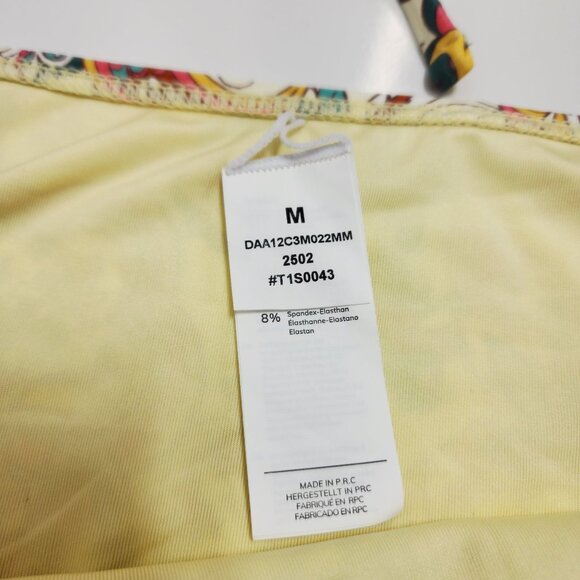 M
DAA12C3M022MM
2502
#T1S0043
8% Spandex-Elasthan
Élasthanne-Elastano
Elastan
MADE IN P.R.C
HERGESTELLT IN PRC
FABRIQUÉ EN RPC
FABRICADO EN RPC